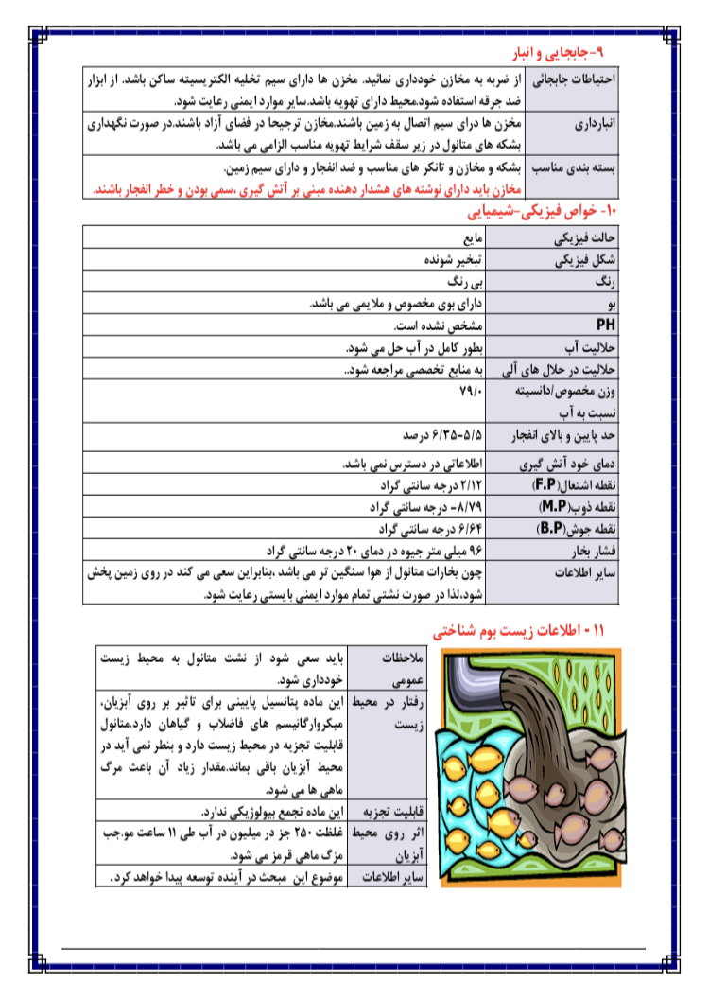 ۹-جابجایی و انبار
احتیاطات جابجائی از ضربه به مخازن خودداری نمائید. مخزن ها دارای سیم تخلیه الکتریسیته ساکن باشد. از ابزار
ضد جرقه استفاده شود.محیط دارای تهویه باشد.سایر موارد ایمنی رعایت شود.
انبارداری مخزن ها درای سیم اتصال به زمین باشند.مخازن ترجیحا در فضای آزاد باشند.در صورت نگهداری
بشکه های متانول در زیر سقف شرایط تهویه مناسب الزامی می باشد.
بسته بندی مناسب بشکه و مخازن و تانکر های مناسب و ضد انفجار و دارای سیم زمین.
مخازن باید دارای نوشته های هشدار دهنده مبنی بر آتش گیری ،سمی بودن و خطر انفجار باشند.
۱۰- خواص فیزیکی-شیمیایی
حالت فیزیکی مایع
شکل فیزیکی تبخیر شونده
رنگ بی رنگ
بو دارای بوی مخصوص و ملایمی می باشد.
PH مشخص نشده است.
حلالیت آب بطور کامل در آب حل می شود.
حلالیت در حلال های آلی به منابع تخصصی مراجعه شود..
وزن مخصوص/دانسیته ۷۹/۰
نسبت به آب
حد پایین و بالای انفجار ۶/۳۵-۵/۵ درصد
دمای خود آتش گیری اطلاعاتی در دسترس نمی باشد.
نقطه اشتعال(F.P) ۲/۱۲ درجه سانتی گراد
نقطه ذوب(M.P) ۸/۷۹- درجه سانتی گراد
نقطه جوش(B.P) ۶/۶۴ درجه سانتی گراد
فشار بخار ۹۶ میلی متر جیوه در دمای ۲۰ درجه سانتی گراد
سایر اطلاعات چون بخارات متانول از هوا سنگین تر می باشد ،بنابراین سعی می کند در روی زمین پخش
شود،لذا در صورت نشتی تمام موارد ایمنی بایستی رعایت شود.
۱۱ - اطلاعات زیست بوم شناختی
ملاحظات باید سعی شود از نشت متانول به محیط زیست
عمومی خودداری شود.
رفتار در محیط این ماده پتانسیل پایینی برای تاثیر بر روی آبزیان،
زیست میکروارگانیسم های فاضلاب و گیاهان دارد.متانول
قابلیت تجزیه در محیط زیست دارد و بنطر نمی آید در
محیط آبزیان باقی بماند.مقدار زیاد آن باعث مرگ
ماهی ها می شود.
قابلیت تجزیه این ماده تجمع بیولوژیکی ندارد.
اثر روی محیط غلظت ۲۵۰ جز در میلیون در آب طی ۱۱ ساعت مو.جب
آبزیان مزگ ماهی قرمز می شود.
سایر اطلاعات موضوع این مبحث در آینده توسعه پیدا خواهد کرد.